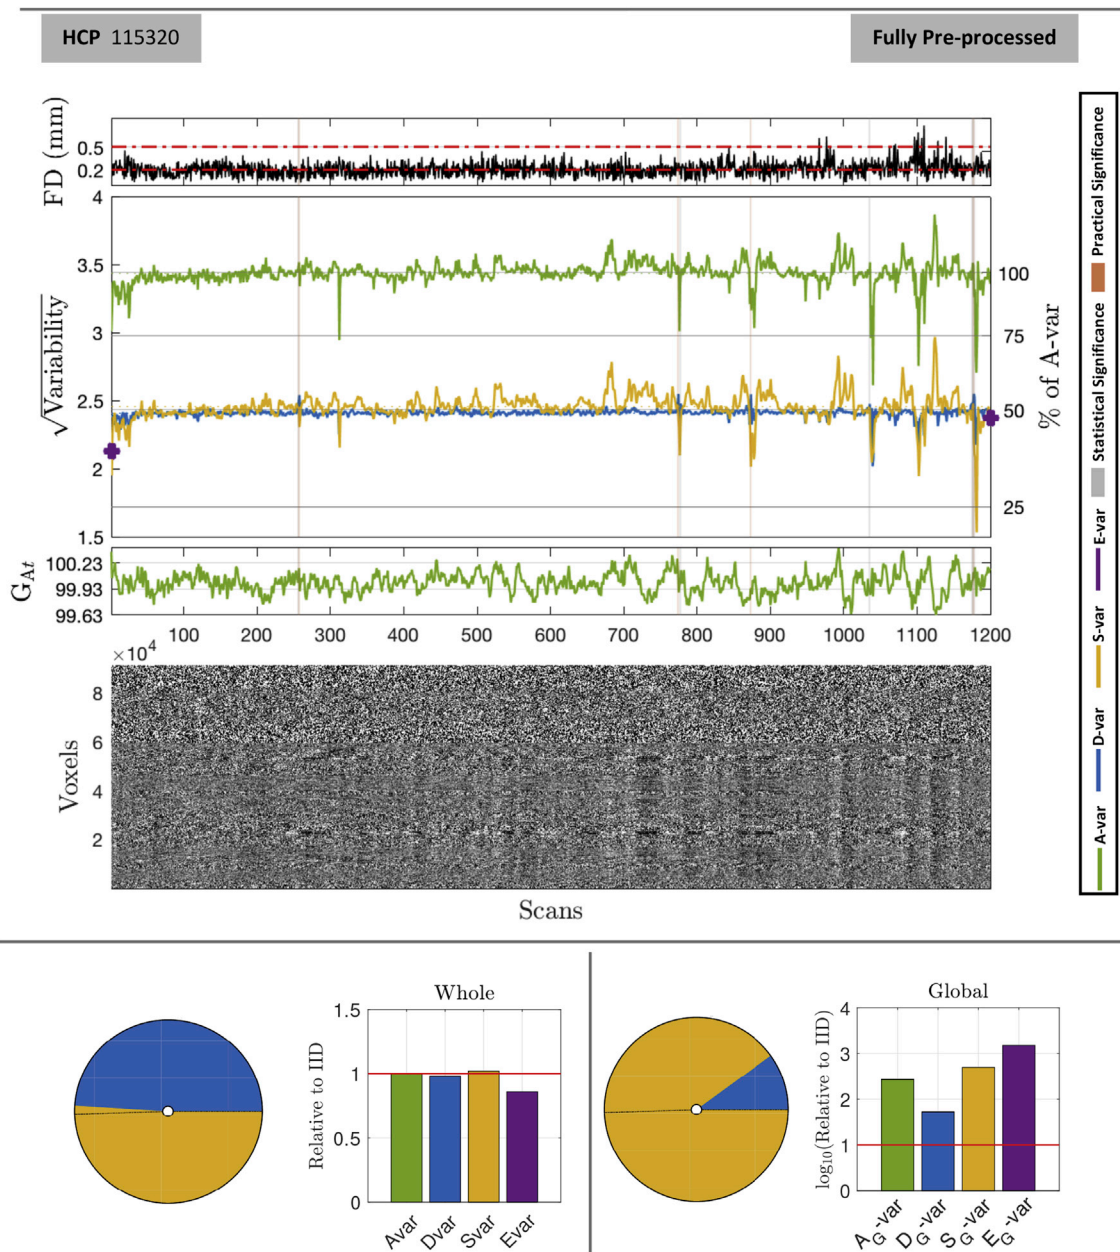 HCP 115320
Fully Pre-processed
FD (mm)
0.5
0.2
√Variability
4
3.5
3
2.5
2
1.5
100
75
50
25
% of A-var
G_At
100.23
99.93
99.63
100 200 300 400 500 600 700 800 900 1000 1100 1200
×10^4
Voxels
8
6
4
2
Scans
A-var D-var S-var E-var Statistical Significance Practical Significance
Whole
Relative to IID
1.5
1
0.5
0
Avar Dvar Svar Evar
Global
log10(Relative to IID)
4
3
2
1
0
A_G-var D_G-var S_G-var E_G-var